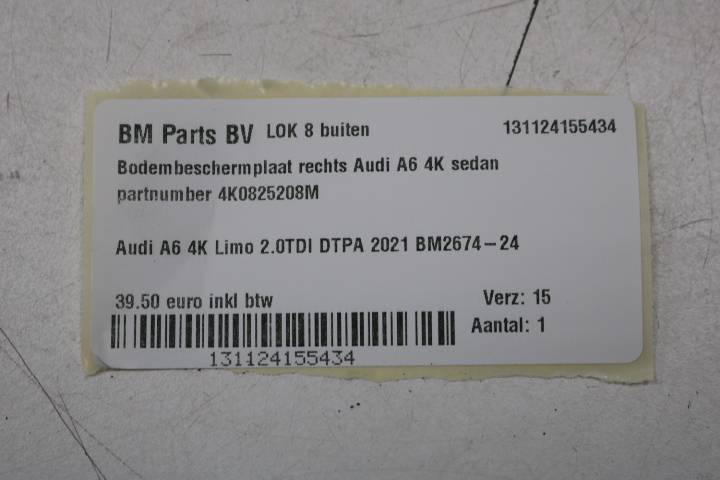 BM Parts BV LOK 8 buiten 131124155434
Bodembeschermplaat rechts Audi A6 4K sedan
partnumber 4K0825208M
Audi A6 4K Limo 2.0TDI DTPA 2021 BM2674-24
39.50 euro inkl btw Verz: 15
Aantal: 1
131124155434